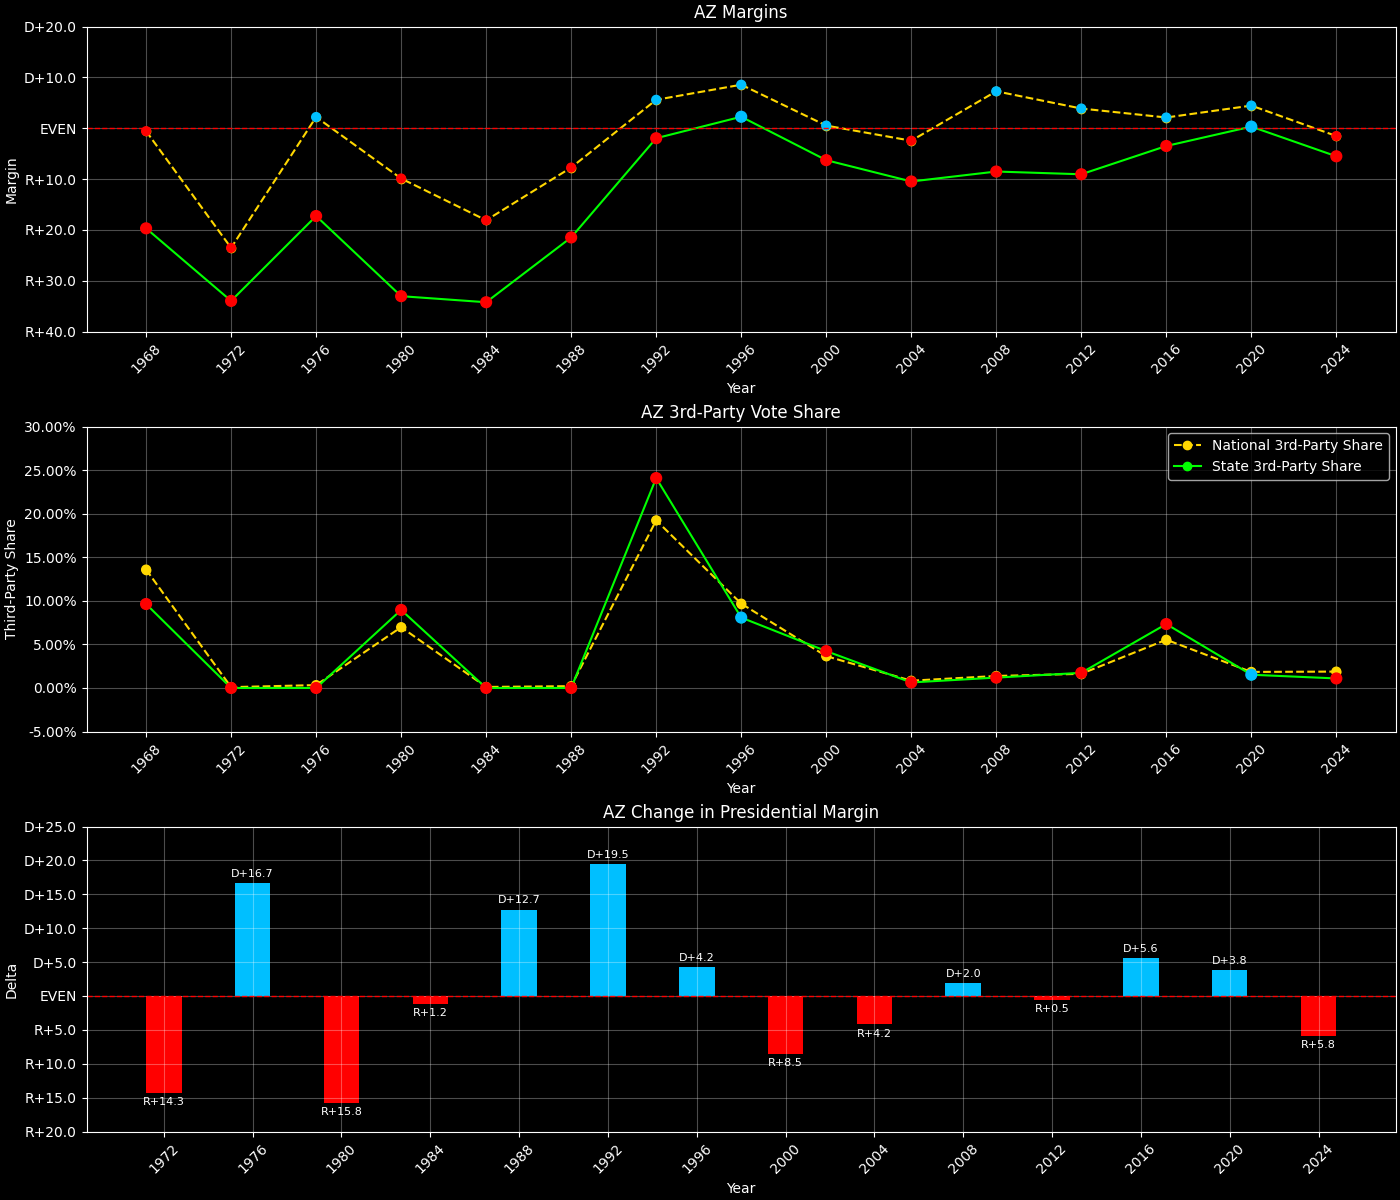 AZ Margins
D+20.0
D+10.0
EVEN
R+10.0
R+20.0
R+30.0
R+40.0
Margin
1968 1972 1976 1980 1984 1988 1992 1996 2000 2004 2008 2012 2016 2020 2024
Year
AZ 3rd-Party Vote Share
30.00%
25.00%
20.00%
15.00%
10.00%
5.00%
0.00%
-5.00%
Third-Party Share
National 3rd-Party Share
State 3rd-Party Share
1968 1972 1976 1980 1984 1988 1992 1996 2000 2004 2008 2012 2016 2020 2024
Year
AZ Change in Presidential Margin
D+25.0
D+20.0
D+15.0
D+10.0
D+5.0
EVEN
R+5.0
R+10.0
R+15.0
R+20.0
Delta
R+14.3
D+16.7
R+15.8
R+1.2
D+12.7
D+19.5
D+4.2
R+8.5
R+4.2
D+2.0
R+0.5
D+5.6
D+3.8
R+5.8
1972 1976 1980 1984 1988 1992 1996 2000 2004 2008 2012 2016 2020 2024
Year